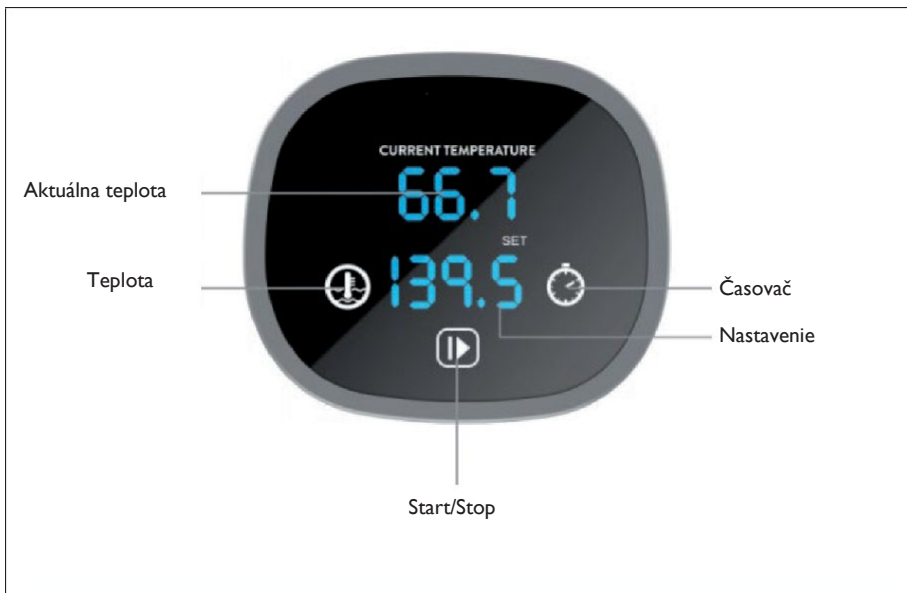 CURRENT TEMPERATURE
66.7
Aktuálna teplota
SET
139.5
Teplota
Časovač
Nastavenie
Start/Stop